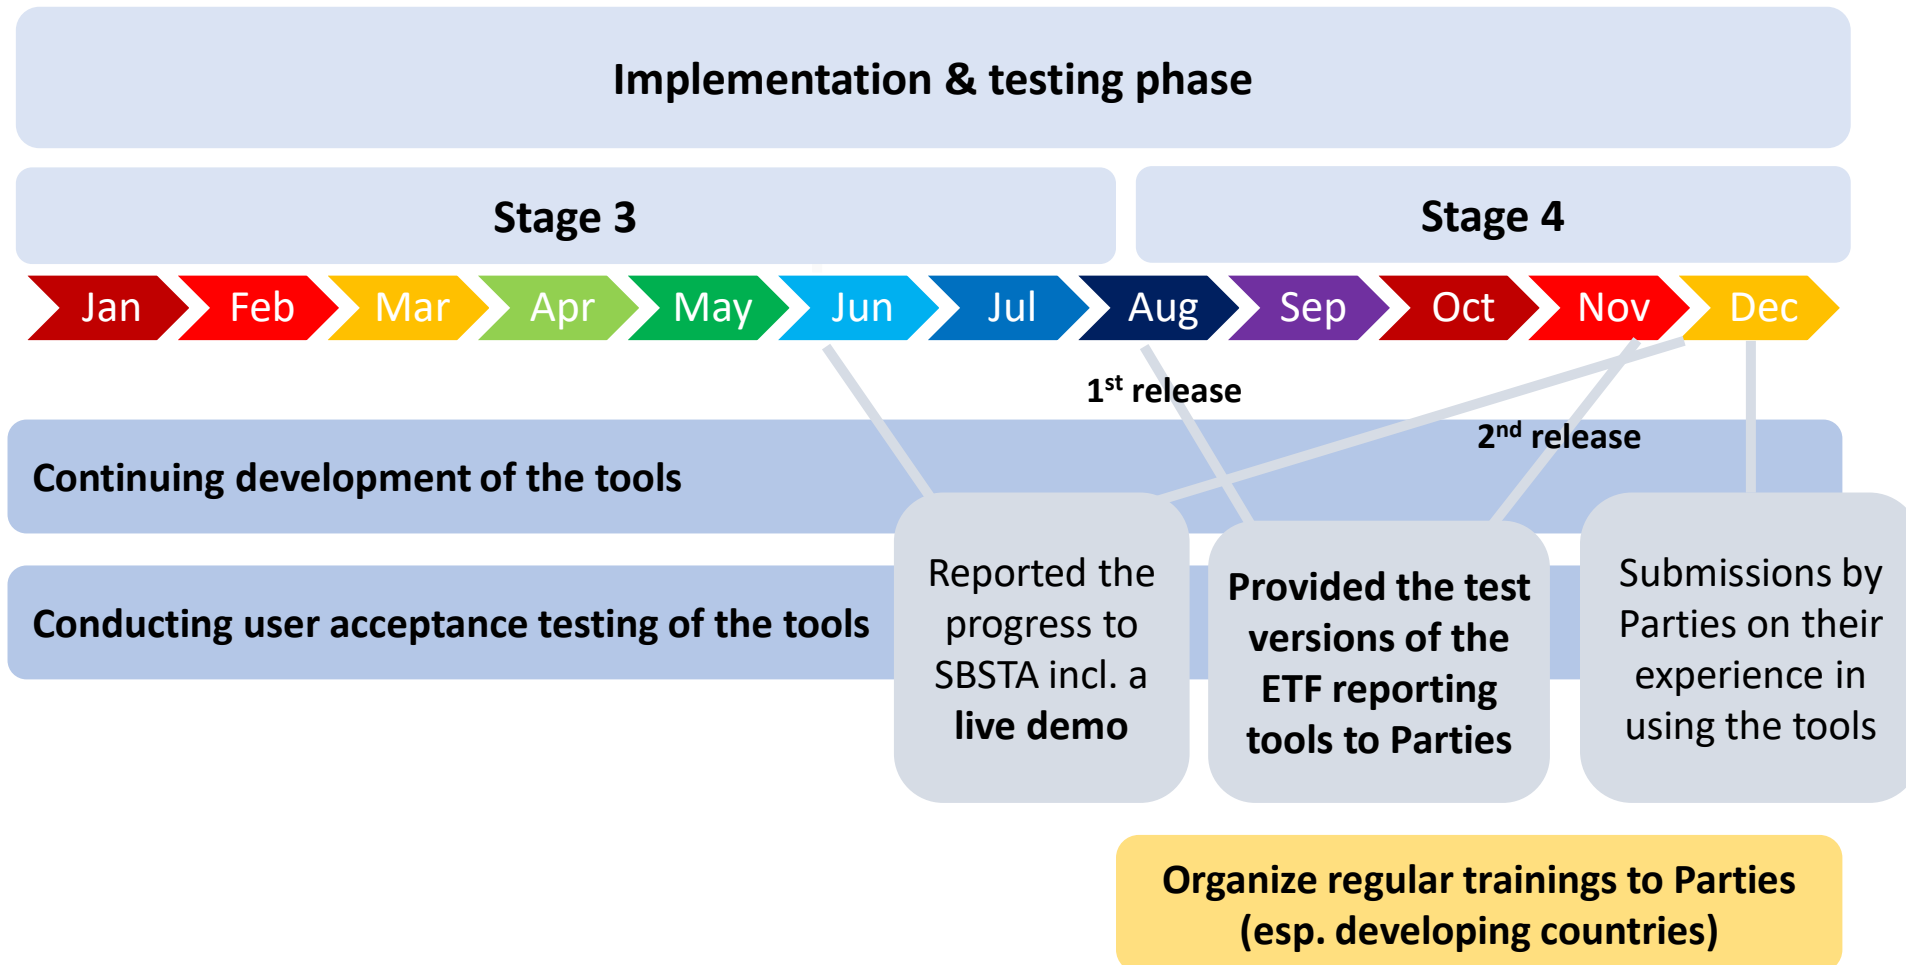 Implementation & testing phase
Stage 3
Stage 4
Jan Feb Mar Apr May Jun Jul Aug Sep Oct Nov Dec
1st release
2nd release
Continuing development of the tools
Conducting user acceptance testing of the tools
Reported the
progress to
SBSTA incl. a
live demo
Provided the test
versions of the
ETF reporting
tools to Parties
Submissions by
Parties on their
experience in
using the tools
Organize regular trainings to Parties
(esp. developing countries)